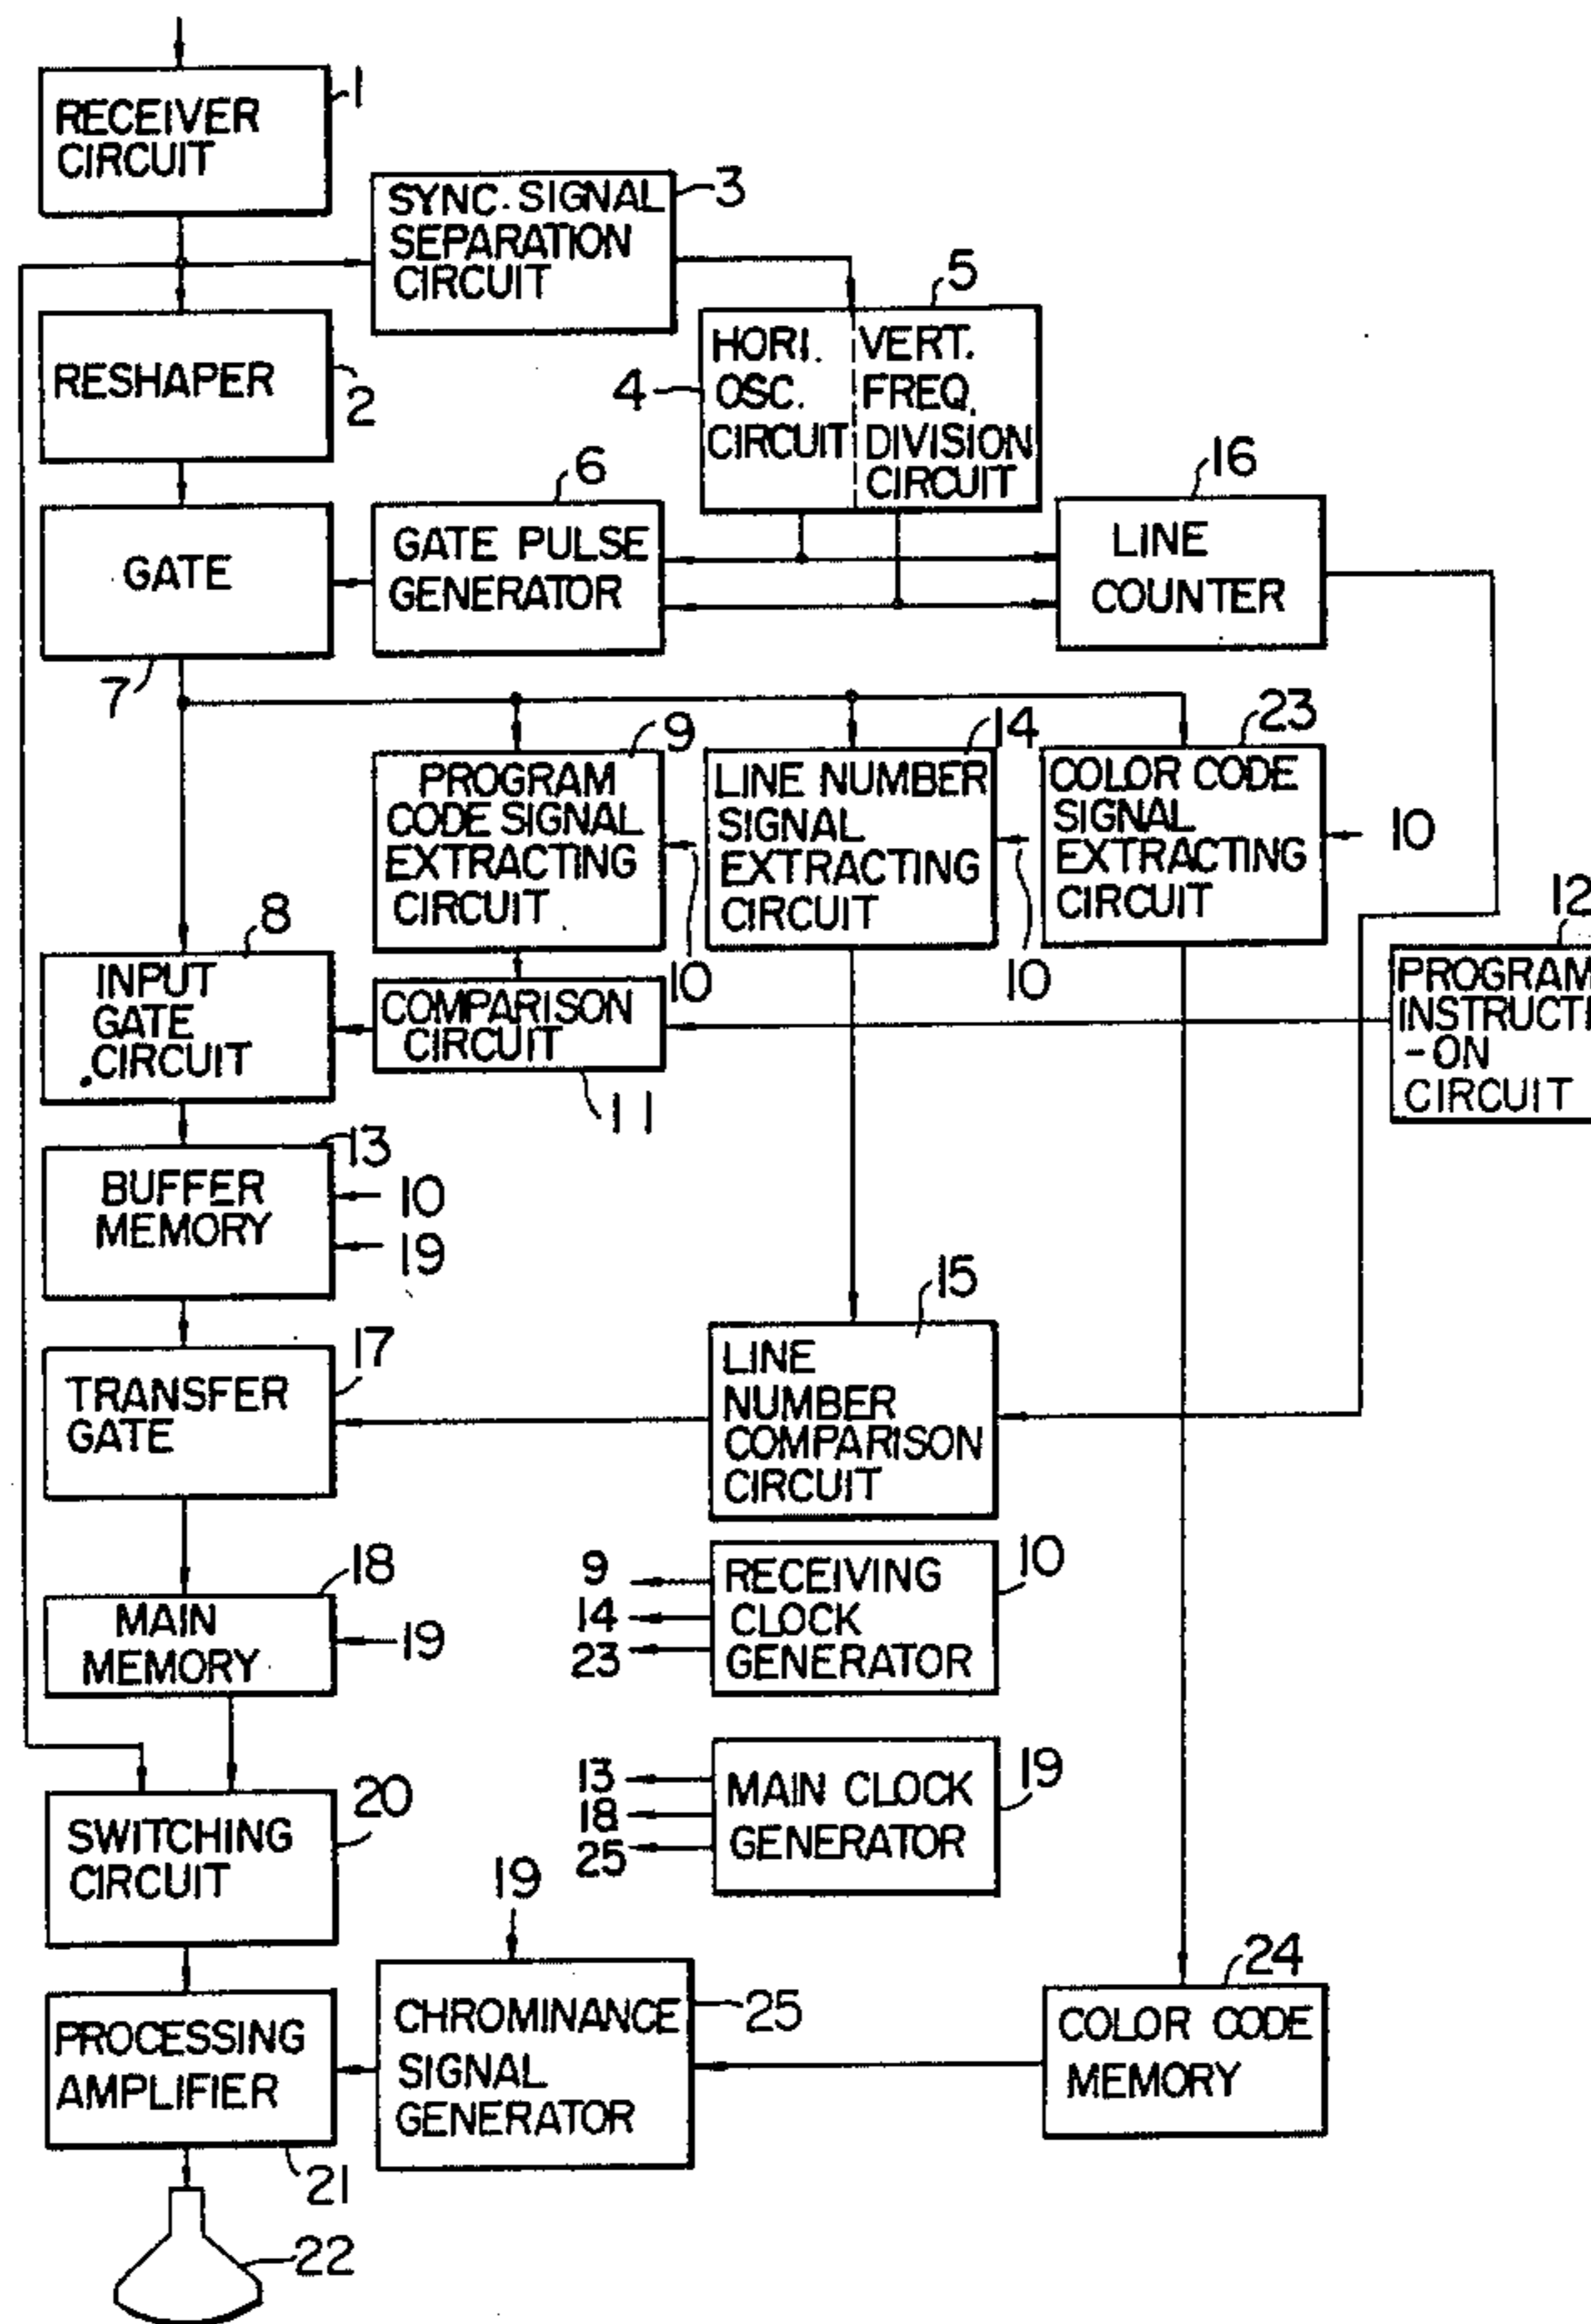 RECEIVER
CIRCUIT
1
SYNC. SIGNAL
SEPARATION
CIRCUIT
3
RESHAPER
2
HORI.
OSC.
CIRCUIT
4
VERT.
FREQ.
DIVISION
CIRCUIT
5
GATE
7
GATE PULSE
GENERATOR
6
LINE
COUNTER
16
PROGRAM
CODE SIGNAL
EXTRACTING
CIRCUIT
9
10
LINE NUMBER
SIGNAL
EXTRACTING
CIRCUIT
14
10
COLOR CODE
SIGNAL
EXTRACTING
CIRCUIT
23
10
INPUT
GATE
CIRCUIT
8
COMPARISON
CIRCUIT
11
PROGRAM
INSTRUCTI
-ON
CIRCUIT
12
BUFFER
MEMORY
13
10
19
TRANSFER
GATE
17
LINE
NUMBER
COMPARISON
CIRCUIT
15
MAIN
MEMORY
18
19
RECEIVING
CLOCK
GENERATOR
10
9
14
23
MAIN CLOCK
GENERATOR
19
13
18
25
SWITCHING
CIRCUIT
20
19
PROCESSING
AMPLIFIER
21
CHROMINANCE
SIGNAL
GENERATOR
25
COLOR CODE
MEMORY
24
22